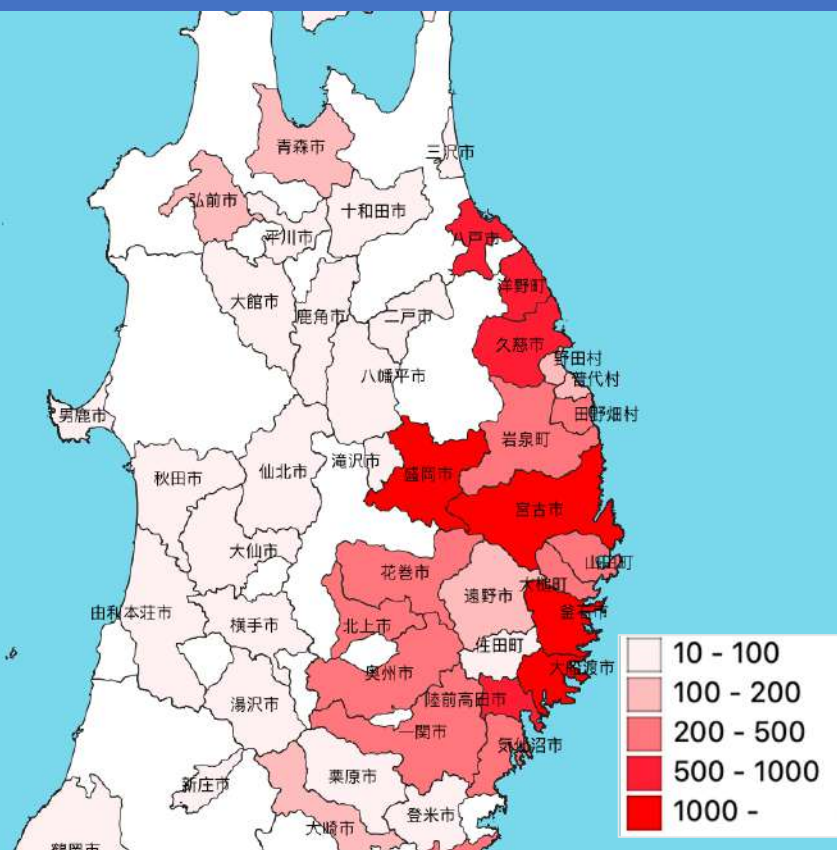 青森市
三沢市
弘前市
十和田市
平川市
八戸市
大館市
鹿角市
二戸市
洋野町
久慈市
野田村
普代村
八幡平市
男鹿市
田野畑村
岩泉町
仙北市
滝沢市
秋田市
盛岡市
宮古市
大仙市
花巻市
山田町
大槌町
遠野市
由利本荘市
横手市
北上市
釜石市
住田町
大船渡市
奥州市
湯沢市
陸前高田市
一関市
気仙沼市
新庄市
栗原市
登米市
大崎市
鶴岡市
10 - 100
100 - 200
200 - 500
500 - 1000
1000 -